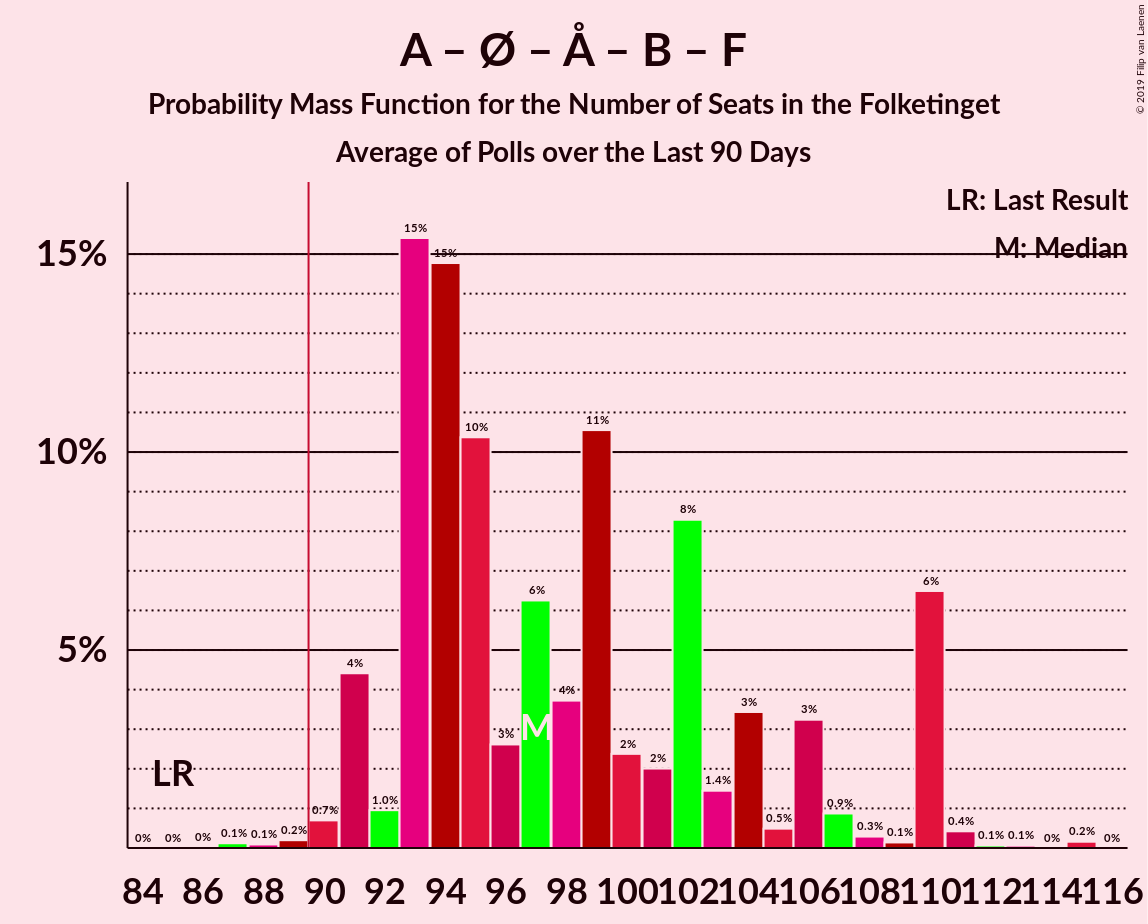 A – Ø – Å – B – F
Probability Mass Function for the Number of Seats in the Folketinget
Average of Polls over the Last 90 Days
© 2019 Filip van Laenen
LR: Last Result
M: Median
15%
10%
5%
LR
M
0% 0% 0% 0.1% 0.1% 0.2% 0.7% 4% 1.0% 15% 15% 10% 3% 6% 4% 11% 2% 2% 8% 1.4% 3% 0.5% 3% 0.9% 0.3% 0.1% 6% 0.4% 0.1% 0.1% 0% 0.2% 0%
84 86 88 90 92 94 96 98 100 102 104 106 108 110 112 114 116